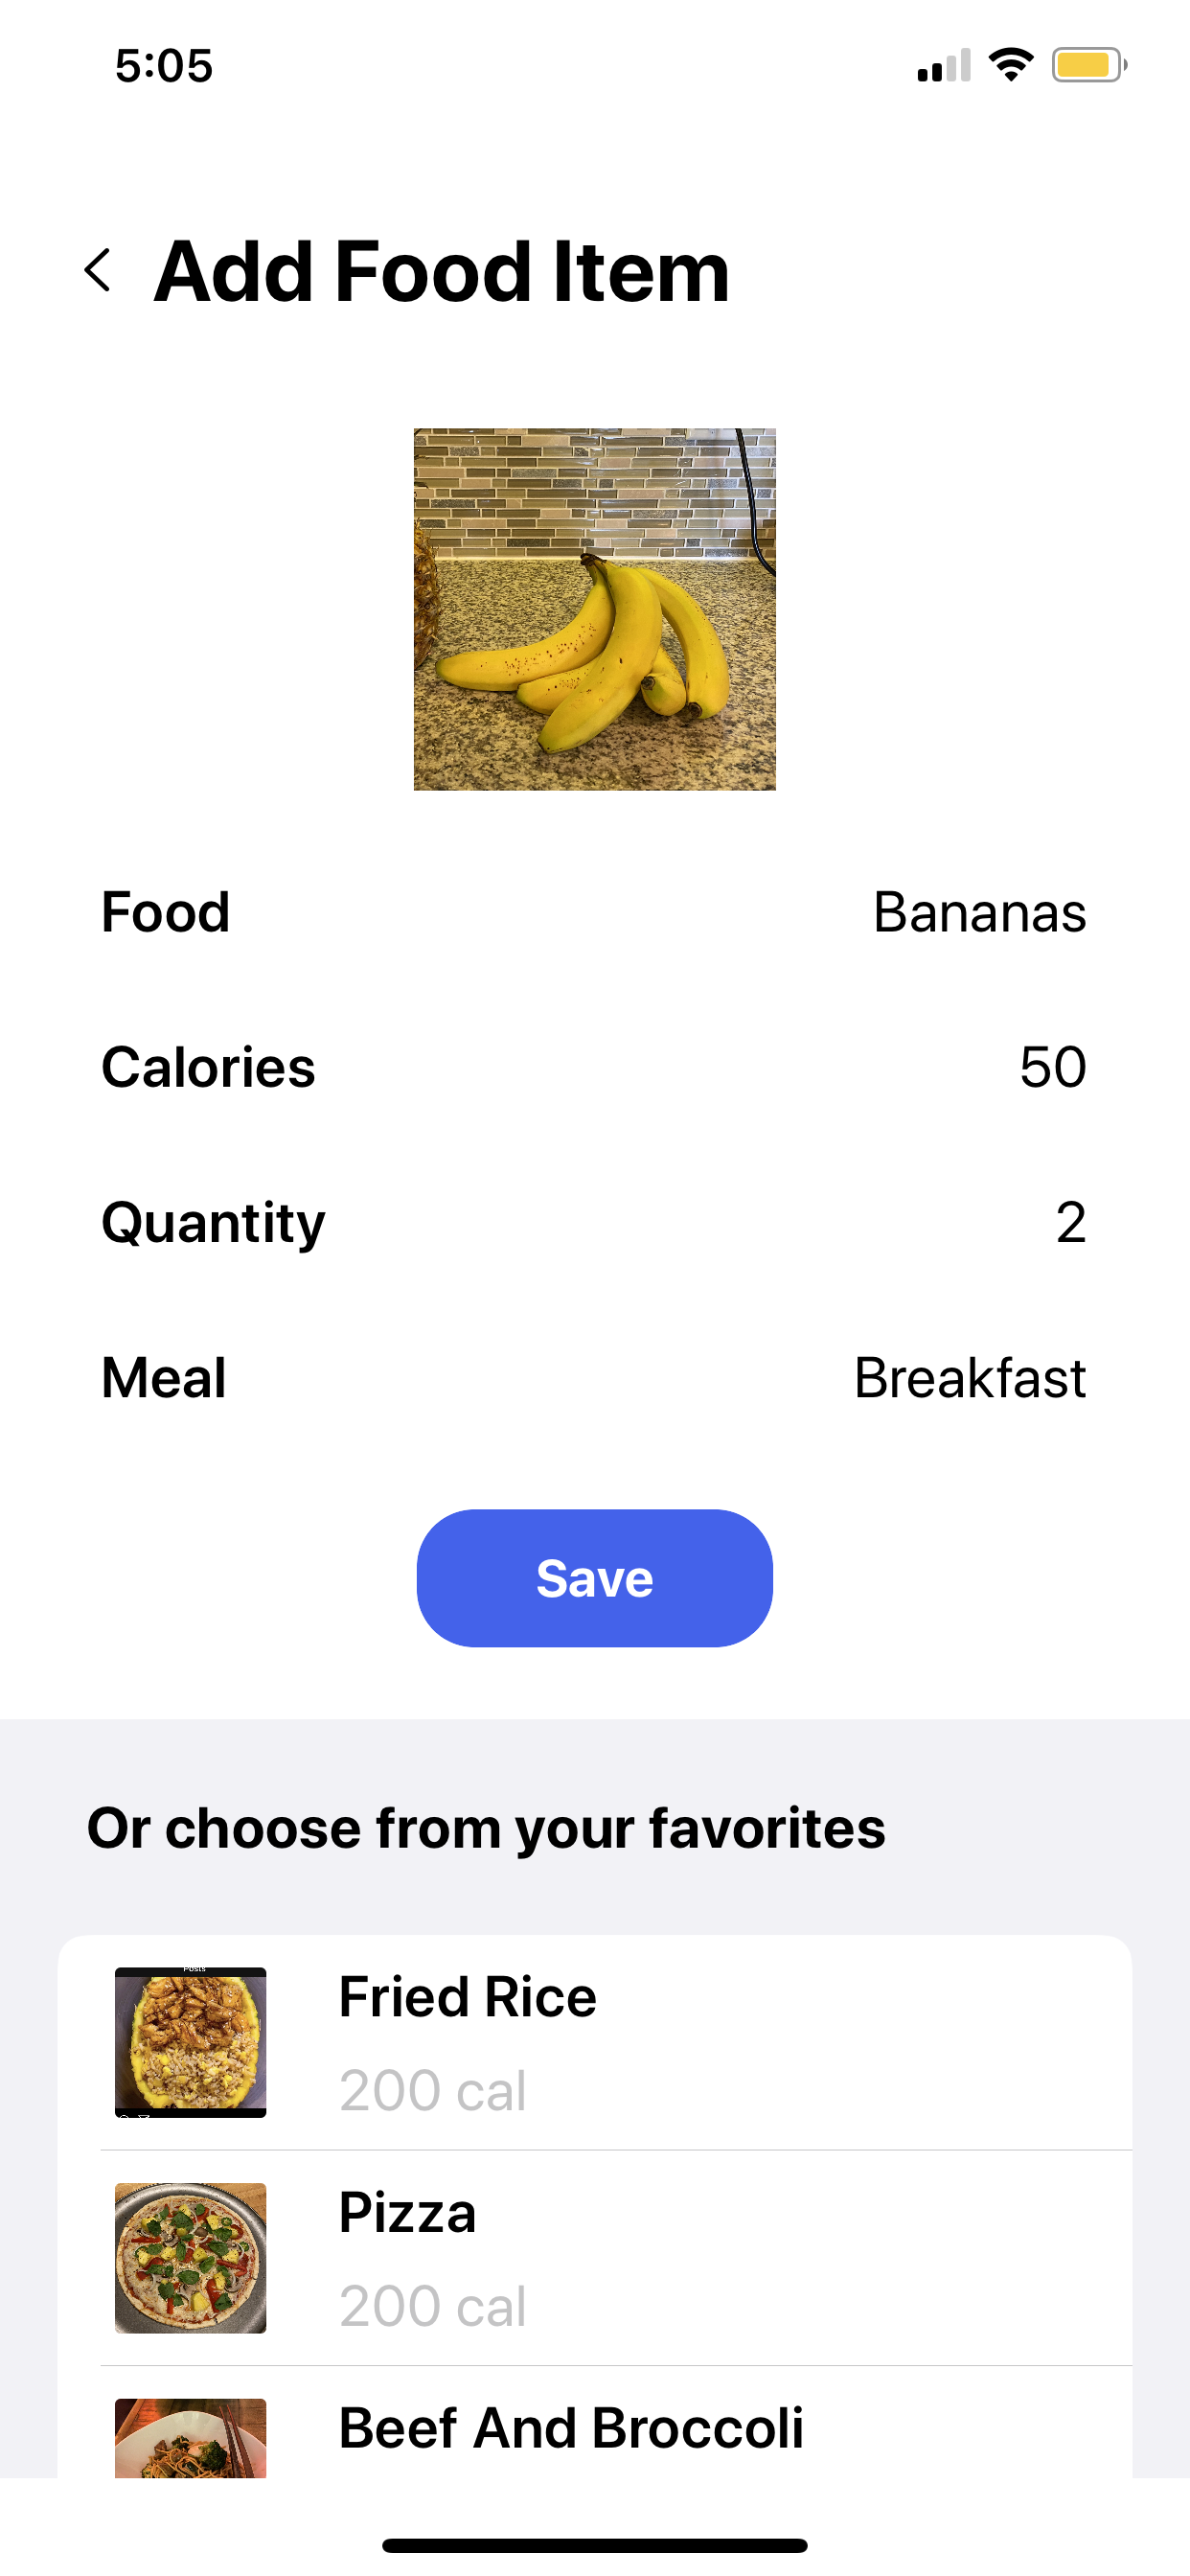 5:05
Add Food Item
Food Bananas
Calories 50
Quantity 2
Meal Breakfast
Save
Or choose from your favorites
Posts
Fried Rice
200 cal
Pizza
200 cal
Beef And Broccoli